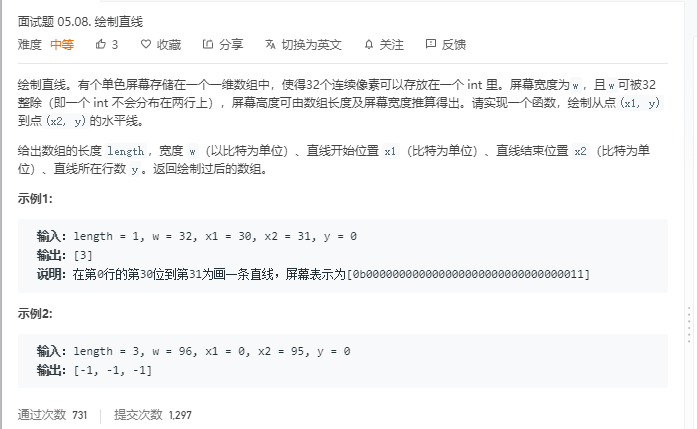 面试题 05.08. 绘制直线
难度 中等 3 收藏 分享 切换为英文 关注 反馈
绘制直线。有个单色屏幕存储在一个一维数组中，使得32个连续像素可以存放在一个 int 里。屏幕宽度为w，且w可被32
整除（即一个 int 不会分布在两行上），屏幕高度可由数组长度及屏幕宽度推算得出。请实现一个函数，绘制从点(x1, y)
到点(x2, y)的水平线。
给出数组的长度 length，宽度 w（以比特为单位）、直线开始位置 x1（比特为单位）、直线结束位置 x2（比特为单
位）、直线所在行数 y。返回绘制过后的数组。
示例1:
输入：length = 1, w = 32, x1 = 30, x2 = 31, y = 0
输出：[3]
说明：在第0行的第30位到第31为画一条直线，屏幕表示为[0b00000000000000000000000000000011]
示例2:
输入：length = 3, w = 96, x1 = 0, x2 = 95, y = 0
输出：[-1, -1, -1]
通过次数 731 提交次数 1,297